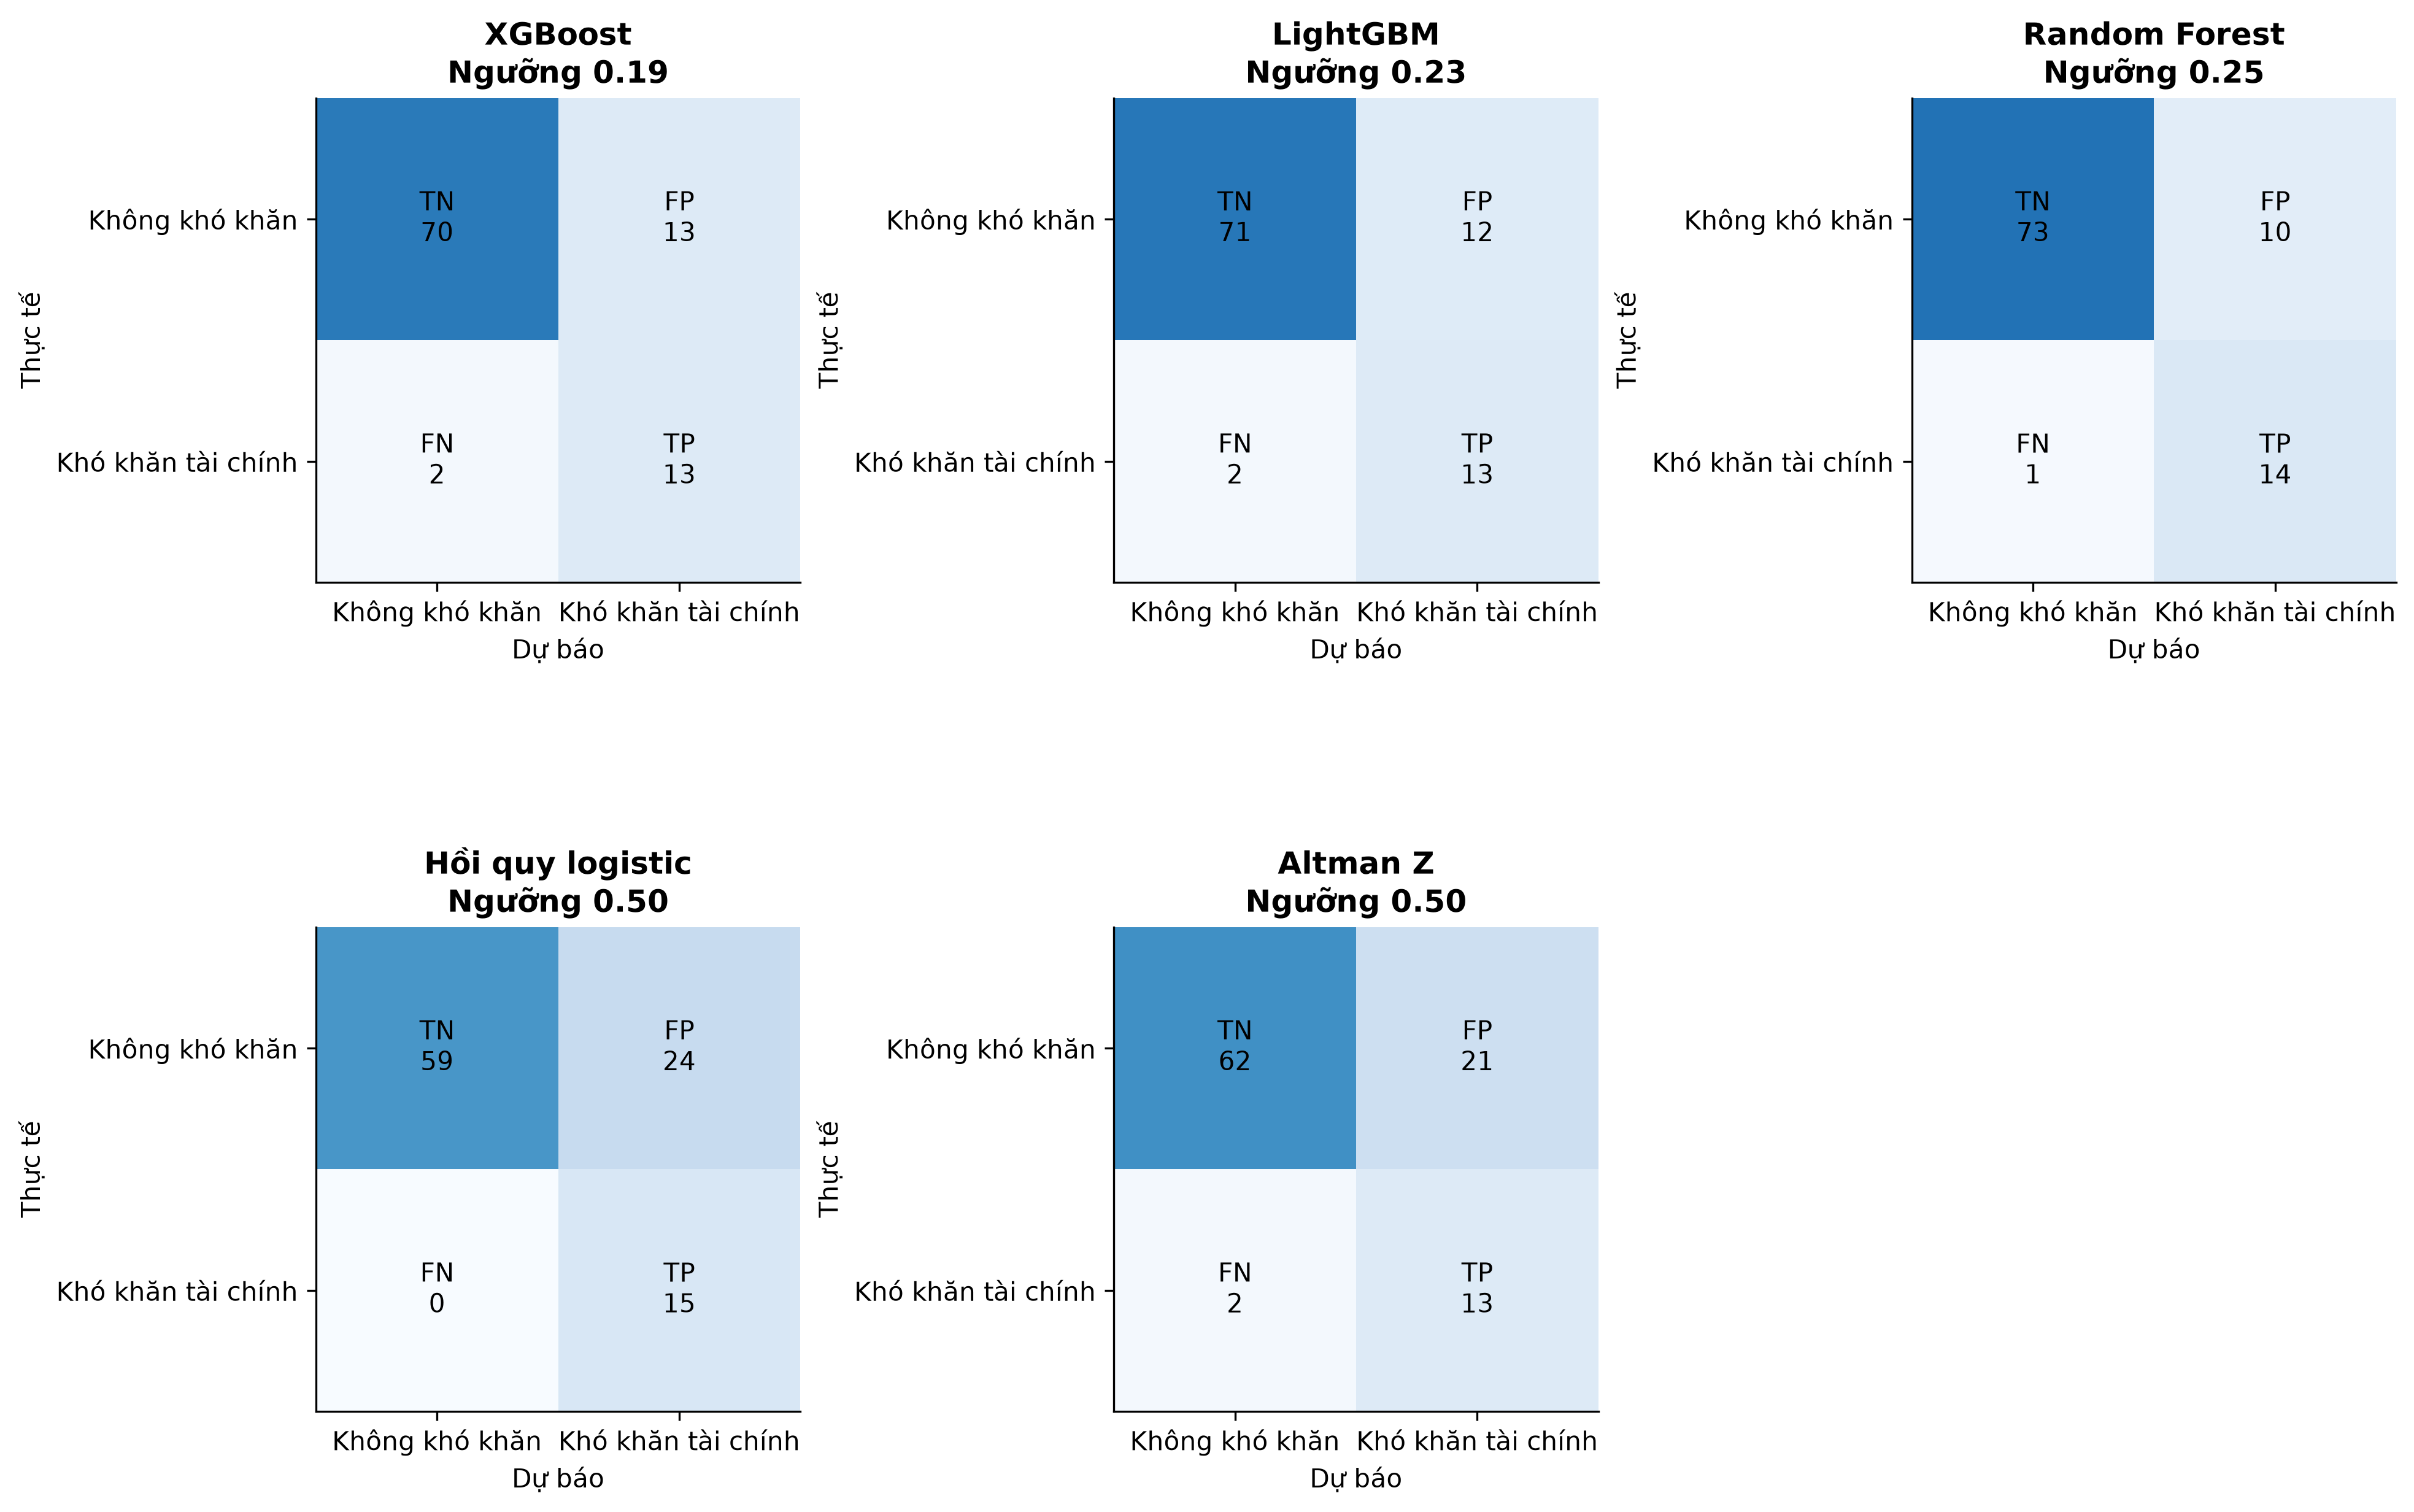 XGBoost
Ngưỡng 0.19
TN
70
FP
13
FN
2
TP
13
Không khó khăn
Khó khăn tài chính
Thực tế
Không khó khăn
Khó khăn tài chính
Dự báo
LightGBM
Ngưỡng 0.23
TN
71
FP
12
FN
2
TP
13
Không khó khăn
Khó khăn tài chính
Thực tế
Không khó khăn
Khó khăn tài chính
Dự báo
Random Forest
Ngưỡng 0.25
TN
73
FP
10
FN
1
TP
14
Không khó khăn
Khó khăn tài chính
Thực tế
Không khó khăn
Khó khăn tài chính
Dự báo
Hồi quy logistic
Ngưỡng 0.50
TN
59
FP
24
FN
0
TP
15
Không khó khăn
Khó khăn tài chính
Thực tế
Không khó khăn
Khó khăn tài chính
Dự báo
Altman Z
Ngưỡng 0.50
TN
62
FP
21
FN
2
TP
13
Không khó khăn
Khó khăn tài chính
Thực tế
Không khó khăn
Khó khăn tài chính
Dự báo